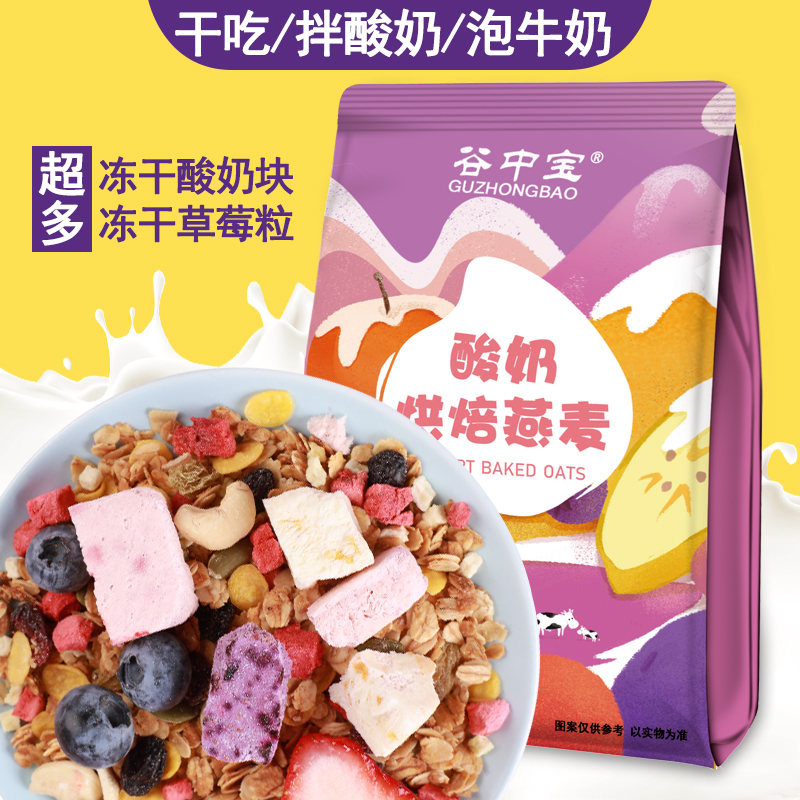 干吃/拌酸奶/泡牛奶
超多
冻干酸奶块
冻干草莓粒
谷中宝®
GUZHONGBAO
酸奶
烘焙燕麦
PT BAKED OATS
图案仅供参考 以实物为准